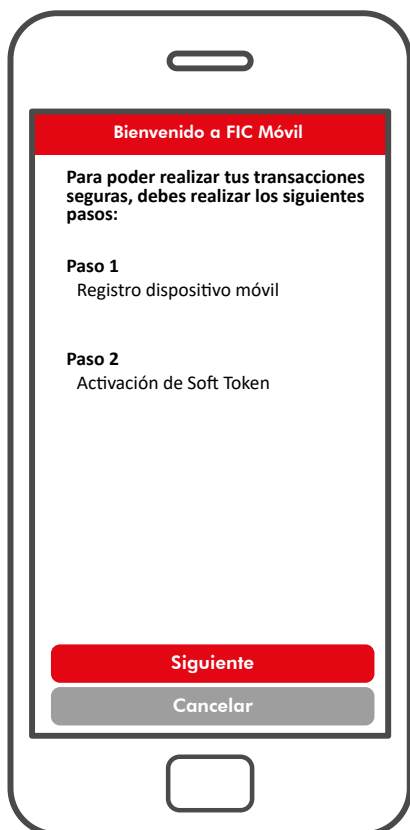 Bienvenido a FIC Móvil
Para poder realizar tus transacciones
seguras, debes realizar los siguientes
pasos:
Paso 1
Registro dispositivo móvil
Paso 2
Activación de Soft Token
Siguiente
Cancelar